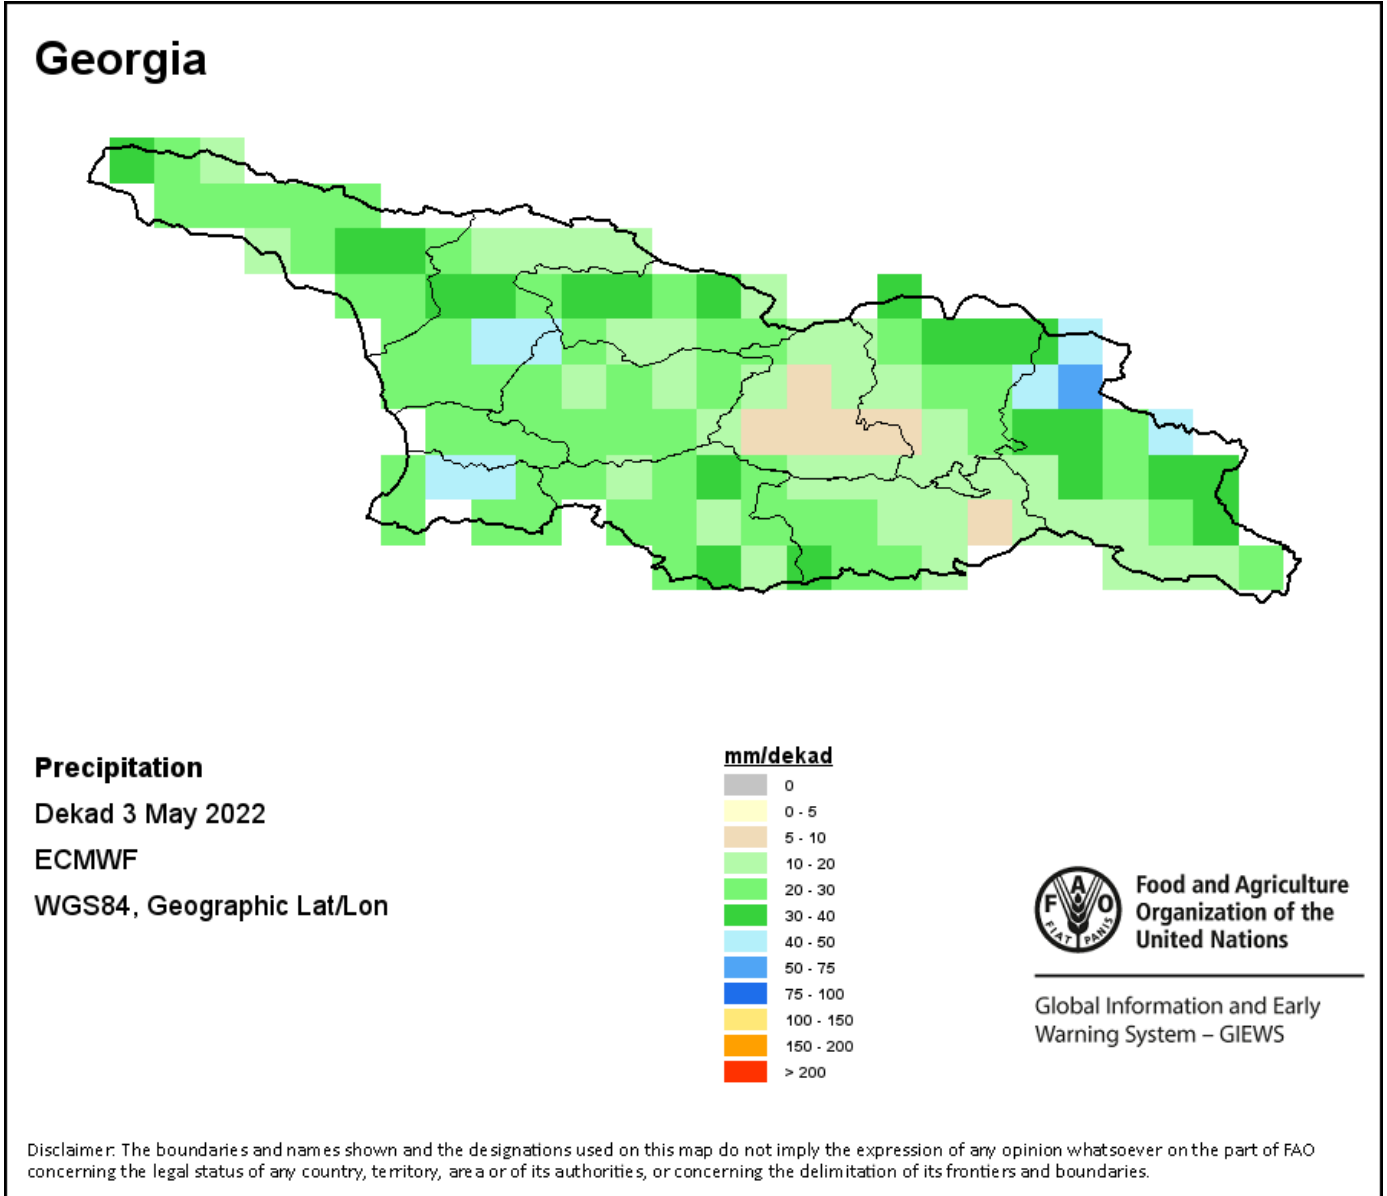 Georgia
Precipitation
Dekad 3 May 2022
ECMWF
WGS84, Geographic Lat/Lon
mm/dekad
0
0 - 5
5 - 10
10 - 20
20 - 30
30 - 40
40 - 50
50 - 75
75 - 100
100 - 150
150 - 200
> 200
F A O
FIAT PANIS
Food and Agriculture
Organization of the
United Nations
Global Information and Early
Warning System – GIEWS
Disclaimer: The boundaries and names shown and the designations used on this map do not imply the expression of any opinion whatsoever on the part of FAO
concerning the legal status of any country, territory, area or of its authorities, or concerning the delimitation of its frontiers and boundaries.